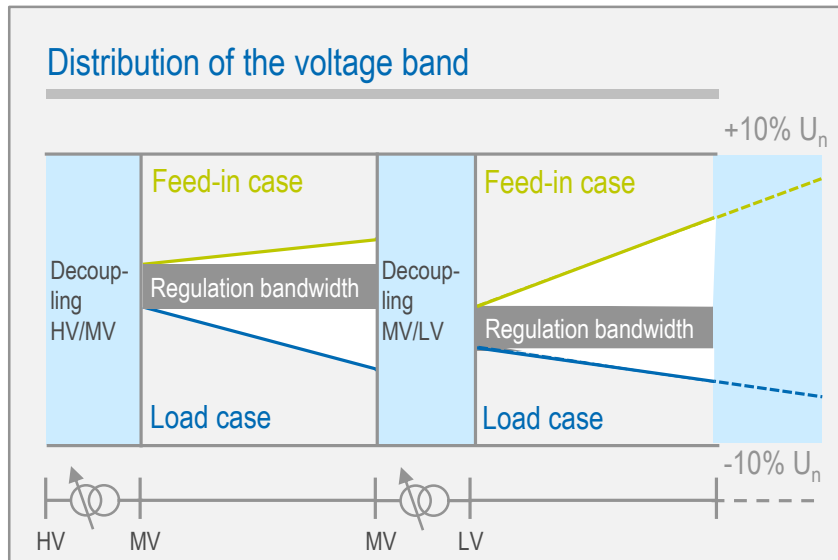 Distribution of the voltage band
+10% Uₙ
Feed-in case
Feed-in case
Decoup-
ling
HV/MV
Regulation bandwidth
Decoup-
ling
MV/LV
Regulation bandwidth
Load case
Load case
-10% Uₙ
HV
MV
MV
LV